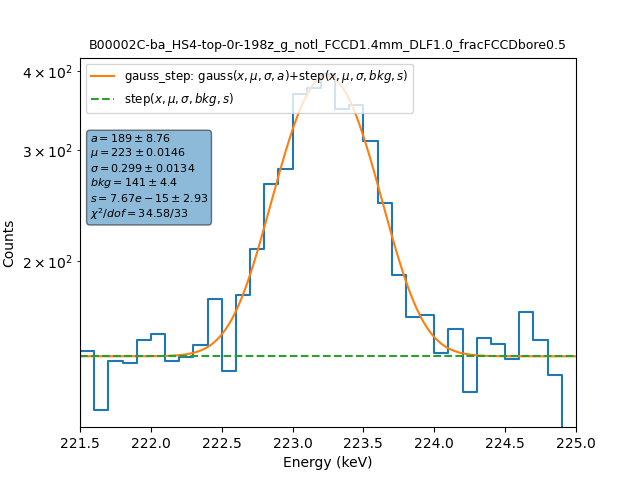 B00002C-ba_HS4-top-0r-198z_g_notl_FCCD1.4mm_DLF1.0_fracFCCDbore0.5
gauss_step: gauss(x, μ, σ, a)+step(x, μ, σ, bkg, s)
step(x, μ, σ, bkg, s)
a = 189 ± 8.76
μ = 223 ± 0.0146
σ = 0.299 ± 0.0134
bkg = 141 ± 4.4
s = 7.67e − 15 ± 2.93
χ²/dof = 34.58/33
4 × 10²
3 × 10²
2 × 10²
Counts
221.5 222.0 222.5 223.0 223.5 224.0 224.5 225.0
Energy (keV)